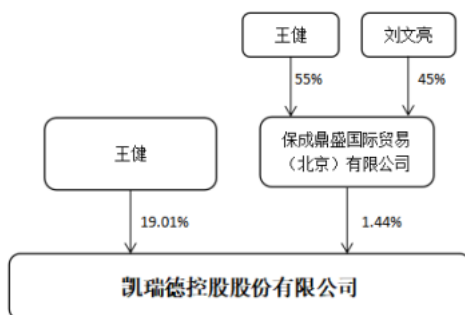 王健
刘文亮
55%
45%
王健
保成鼎盛国际贸易
（北京）有限公司
19.01%
1.44%
凯瑞德控股股份有限公司